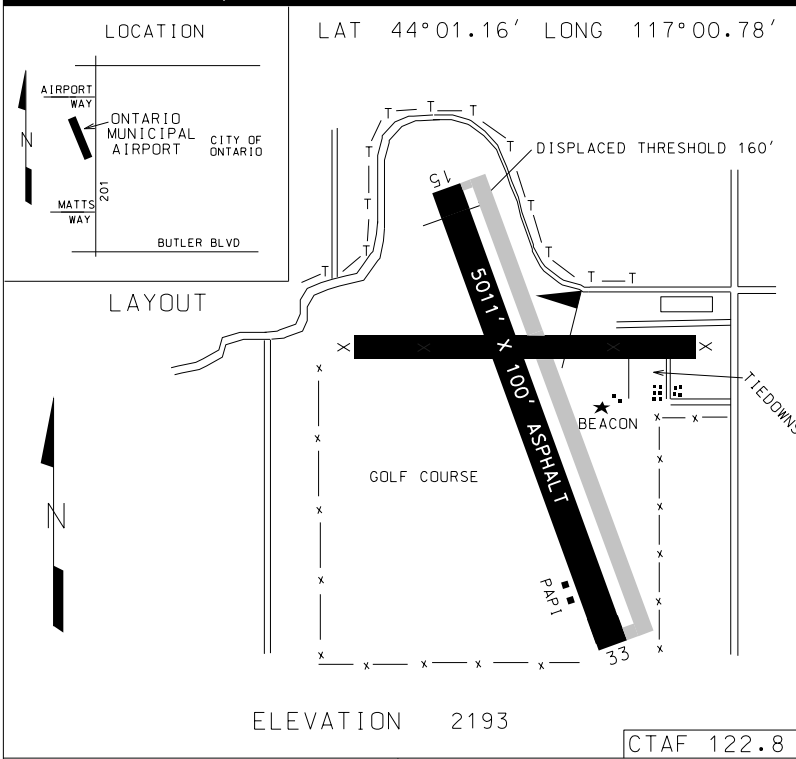 LOCATION
AIRPORT
WAY
ONTARIO
MUNICIPAL
AIRPORT
CITY OF
ONTARIO
N
201
MATTS
WAY
BUTLER BLVD
LAT 44°01.16' LONG 117°00.78'
T T T
T T
T T
T T
T T
T T
T T T
DISPLACED THRESHOLD 160'
15
LAYOUT
5011' X 100' ASPHALT
X X X X
TIEDOWNS
BEACON
GOLF COURSE
N
PAPI
33
ELEVATION 2193
CTAF 122.8